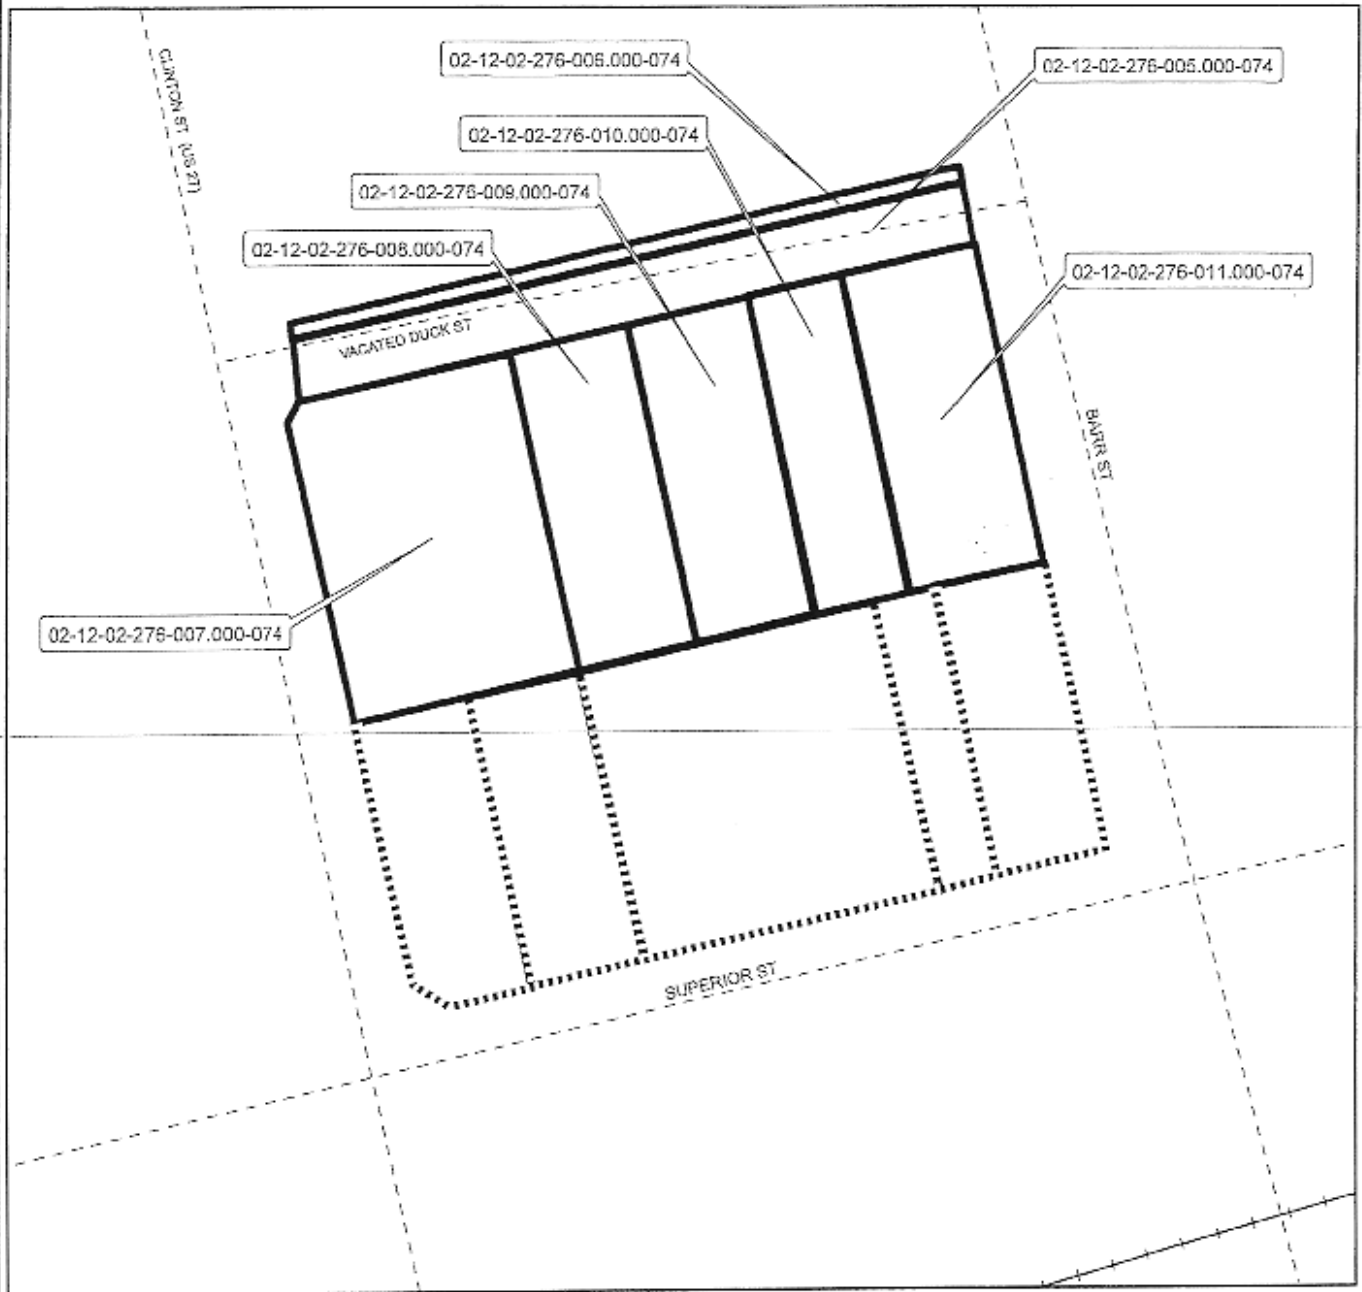 CLINTON ST (US 27)
02-12-02-276-006.000-074
02-12-02-276-005.000-074
02-12-02-276-010.000-074
02-12-02-276-009.000-074
02-12-02-276-008.000-074
02-12-02-276-011.000-074
VACATED DUCK ST
BARR ST
02-12-02-276-007.000-074
SUPERIOR ST